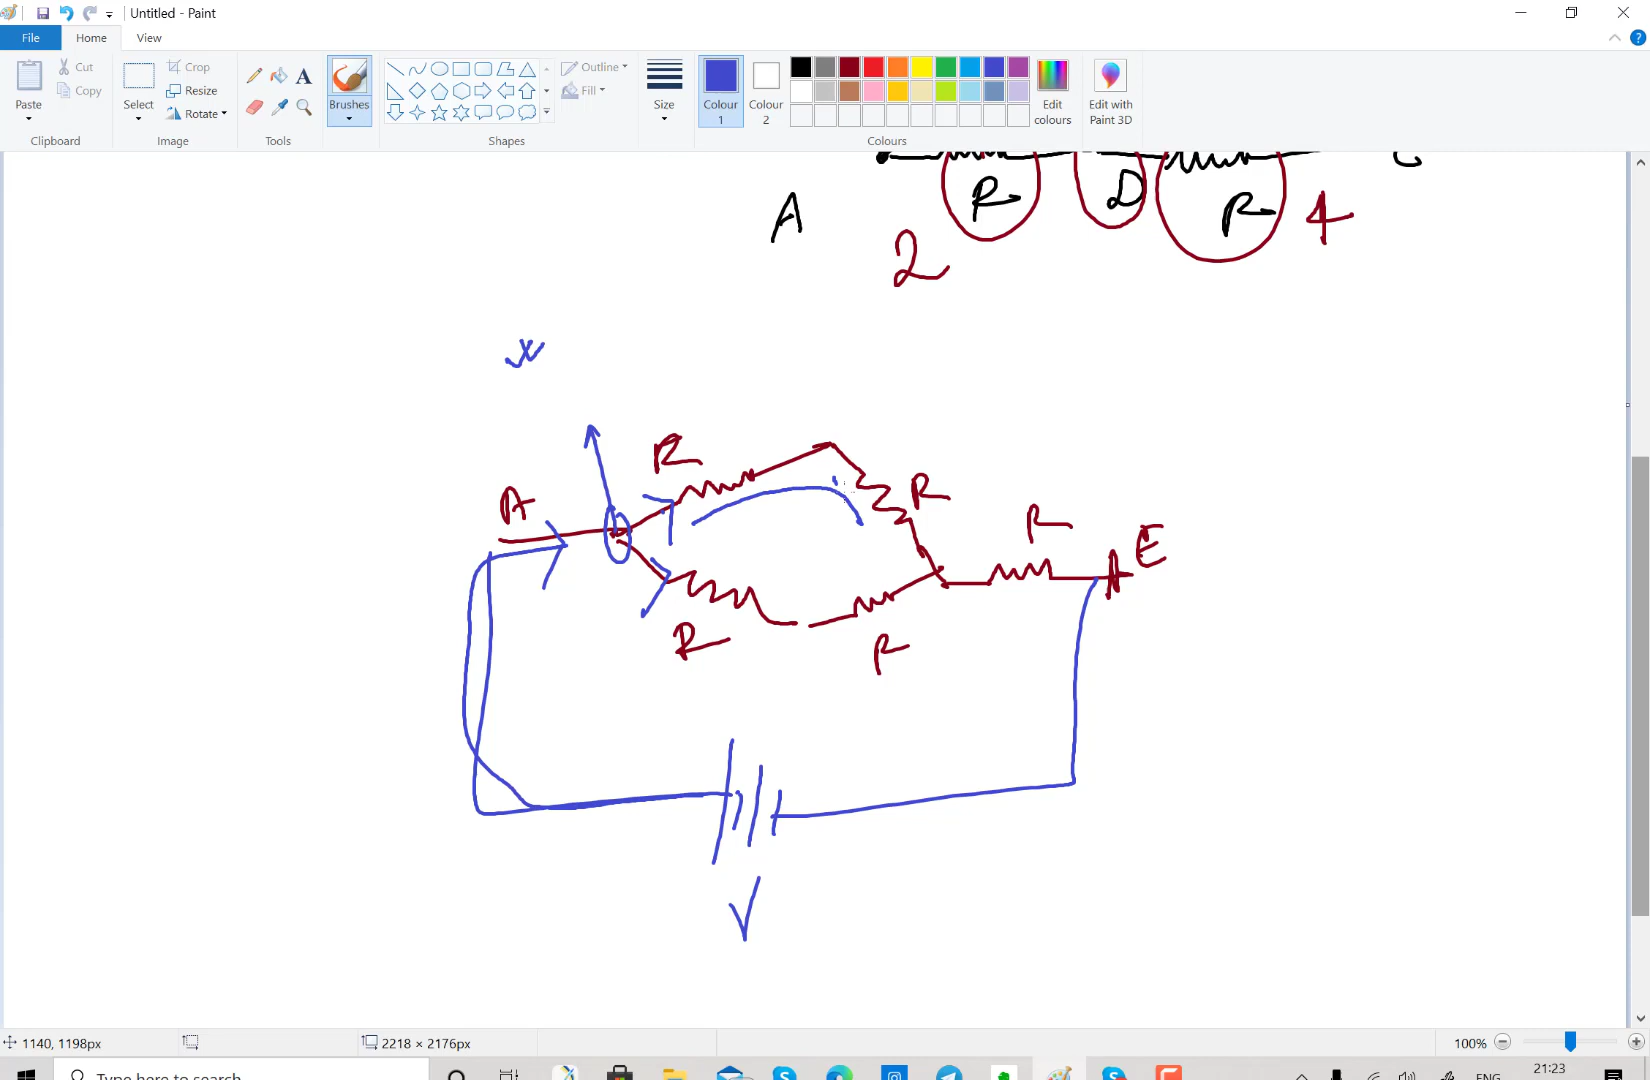 Untitled - Paint
File Home View
Cut
Copy
Paste
Crop
Resize
Rotate
Select
Brushes
Outline
Fill
Size
Colour 1
Colour 2
Edit colours
Edit with Paint 3D
Clipboard
Image
Tools
Shapes
Colours
R D R 4
A
2
R
A R R E
R R
V
1140, 1198px
2218 × 2176px
100%
Type here to search
ENG
21:23